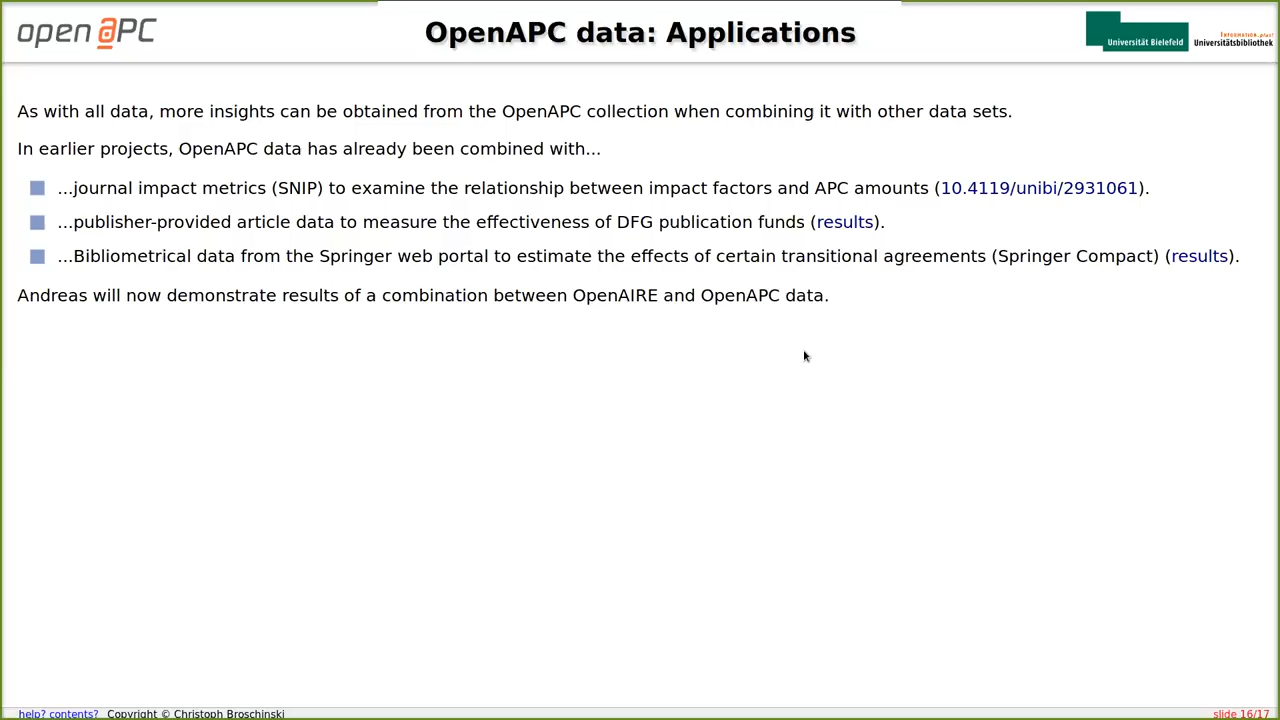 open aPC
OpenAPC data: Applications
Universität Bielefeld
INFORMATION.plus!
Universitätsbibliothek
As with all data, more insights can be obtained from the OpenAPC collection when combining it with other data sets.
In earlier projects, OpenAPC data has already been combined with...
...journal impact metrics (SNIP) to examine the relationship between impact factors and APC amounts (10.4119/unibi/2931061).
...publisher-provided article data to measure the effectiveness of DFG publication funds (results).
...Bibliometrical data from the Springer web portal to estimate the effects of certain transitional agreements (Springer Compact) (results).
Andreas will now demonstrate results of a combination between OpenAIRE and OpenAPC data.
help? contents? Copyright © Christoph Broschinski
slide 16/17